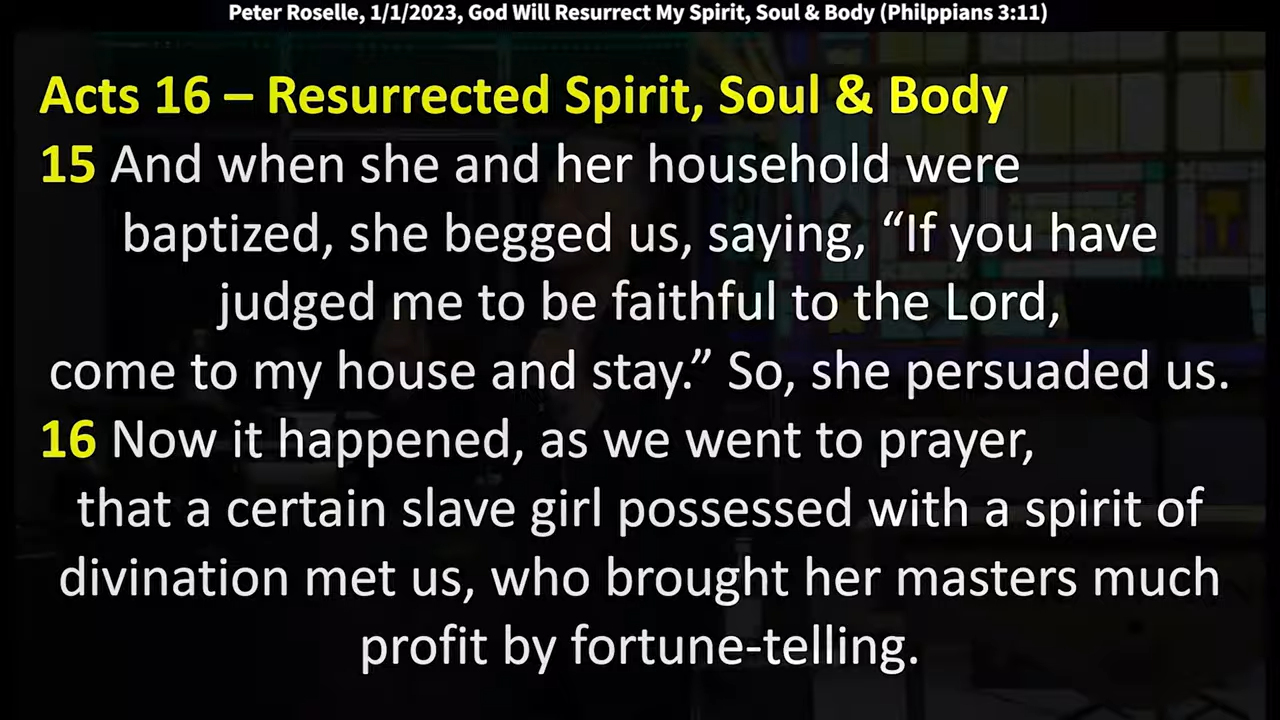 Peter Roselle, 1/1/2023, God Will Resurrect My Spirit, Soul & Body (Philppians 3:11)
Acts 16 – Resurrected Spirit, Soul & Body
15 And when she and her household were
baptized, she begged us, saying, “If you have
judged me to be faithful to the Lord,
come to my house and stay.” So, she persuaded us.
16 Now it happened, as we went to prayer,
that a certain slave girl possessed with a spirit of
divination met us, who brought her masters much
profit by fortune-telling.